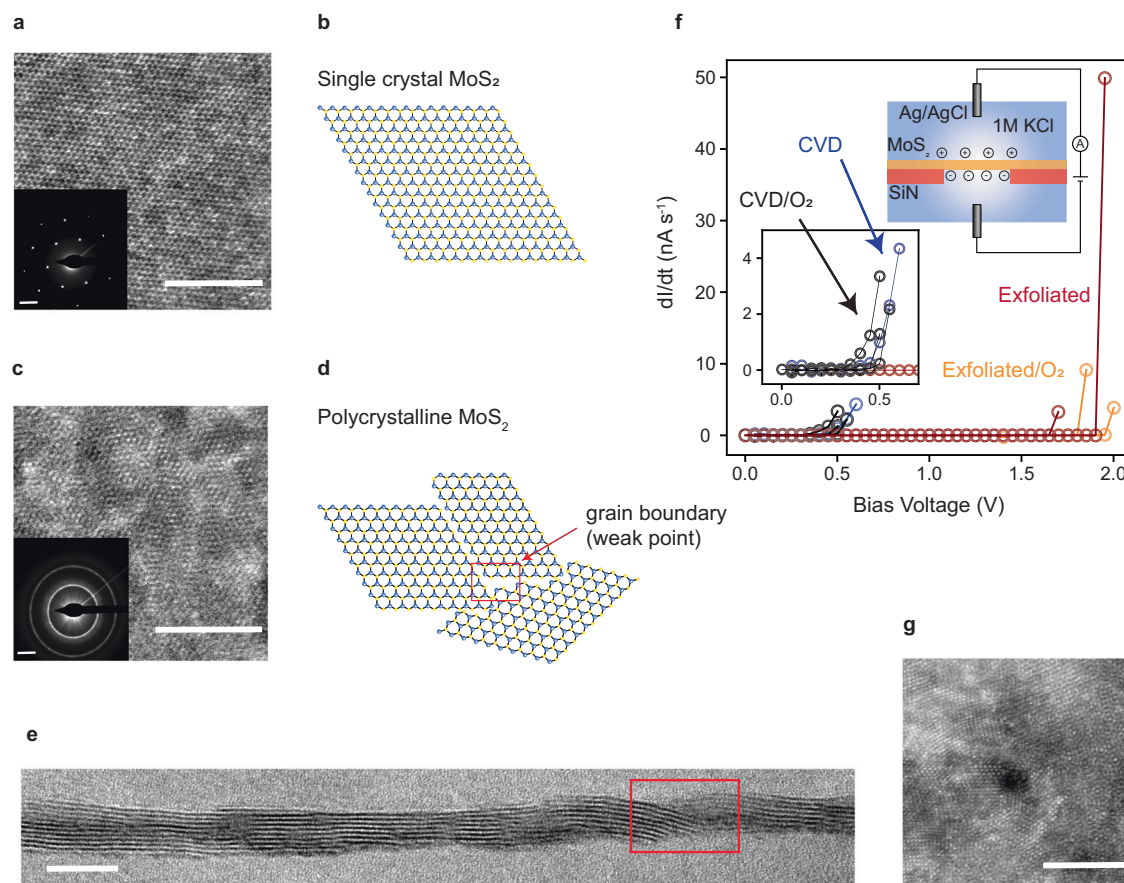 a
b
Single crystal MoS₂
c
d
Polycrystalline MoS₂
grain boundary
(weak point)
e
f
dI/dt (nA s⁻¹)
50
40
30
20
10
0
0.0
0.5
1.0
1.5
2.0
Bias Voltage (V)
CVD
CVD/O₂
4
2
0
0.0
0.5
Ag/AgCl
1M KCl
MoS₂
+ + + +
- - - -
SiN
A
Exfoliated
Exfoliated/O₂
g